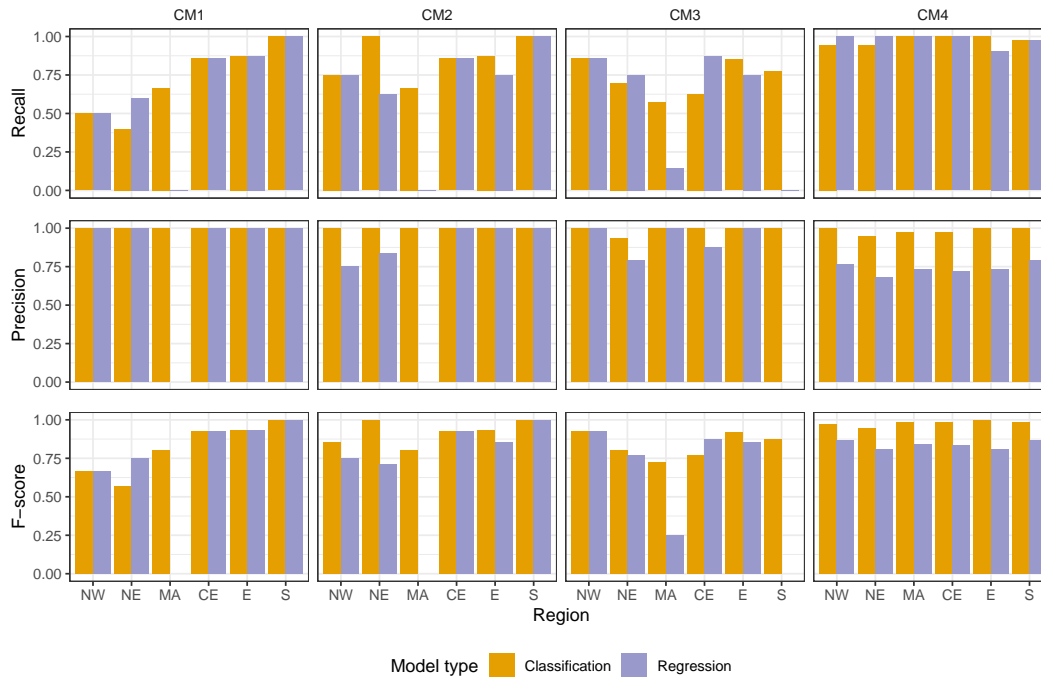 CM1 CM2 CM3 CM4
Recall
1.00
0.75
0.50
0.25
0.00
Precision
1.00
0.75
0.50
0.25
0.00
F-score
1.00
0.75
0.50
0.25
0.00
NW NE MA CE E S NW NE MA CE E S NW NE MA CE E S NW NE MA CE E S
Region
Model type Classification Regression